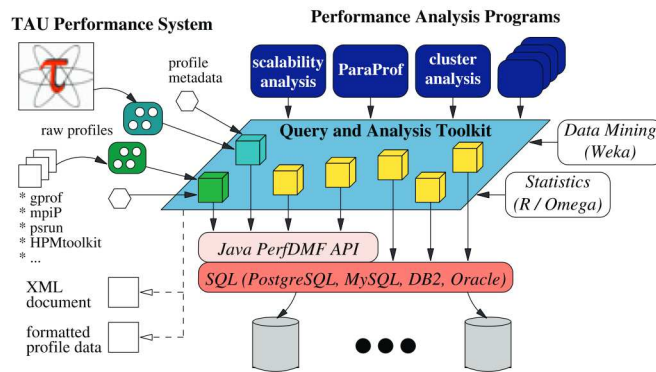 TAU Performance System
Performance Analysis Programs
τ
profile
metadata
scalability
analysis
ParaProf
cluster
analysis
raw profiles
Query and Analysis Toolkit
Data Mining
(Weka)
Statistics
(R / Omega)
* gprof
* mpiP
* psrun
* HPMtoolkit
* ...
Java PerfDMF API
SQL (PostgreSQL, MySQL, DB2, Oracle)
XML
document
formatted
profile data